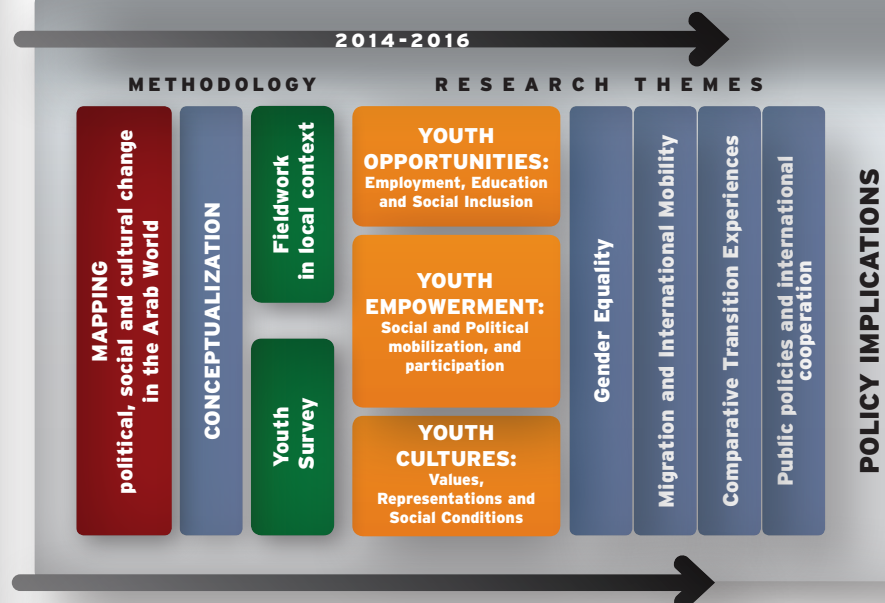 2014-2016
METHODOLOGY
RESEARCH THEMES
MAPPING
political, social and cultural change
in the Arab World
CONCEPTUALIZATION
Fieldwork
in local context
Youth
Survey
YOUTH
OPPORTUNITIES:
Employment, Education
and Social Inclusion
YOUTH
EMPOWERMENT:
Social and Political
mobilization, and
participation
YOUTH
CULTURES:
Values,
Representations and
Social Conditions
Gender Equality
Migration and International Mobility
Comparative Transition Experiences
Public policies and international
cooperation
POLICY IMPLICATIONS